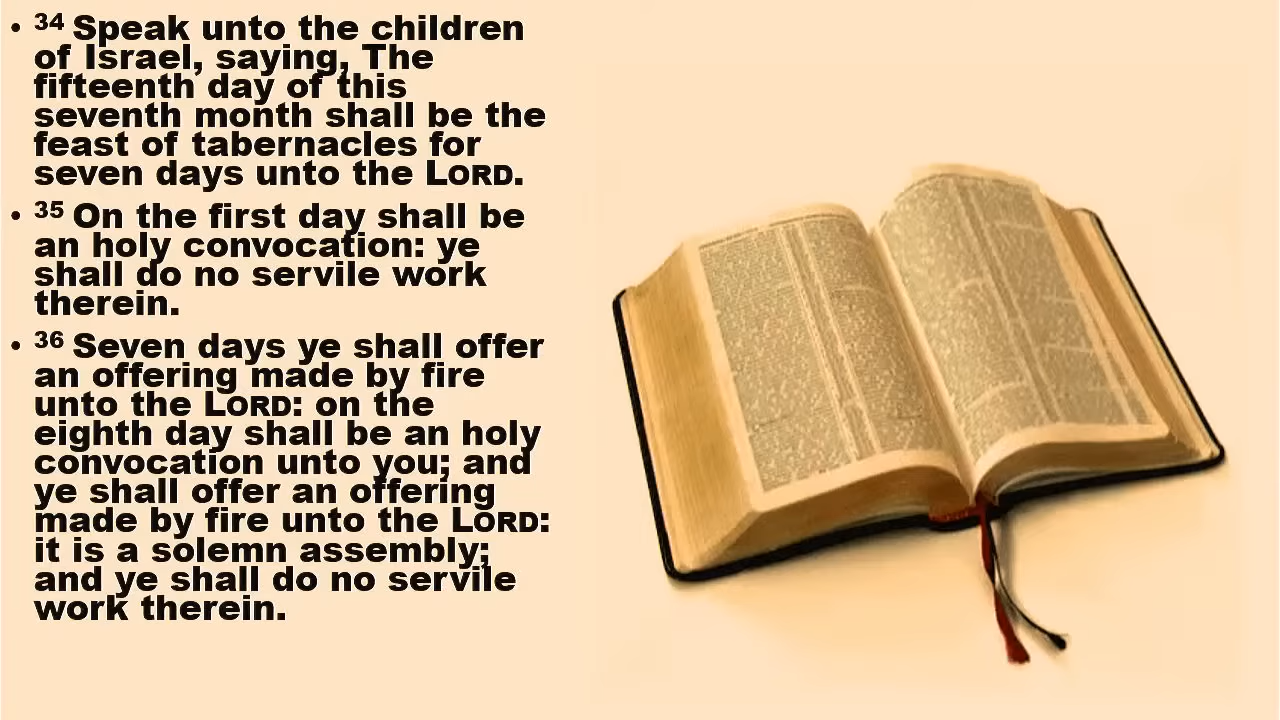 • 34 Speak unto the children
of Israel, saying, The
fifteenth day of this
seventh month shall be the
feast of tabernacles for
seven days unto the LORD.
• 35 On the first day shall be
an holy convocation: ye
shall do no servile work
therein.
• 36 Seven days ye shall offer
an offering made by fire
unto the LORD: on the
eighth day shall be an holy
convocation unto you; and
ye shall offer an offering
made by fire unto the LORD:
it is a solemn assembly;
and ye shall do no servile
work therein.